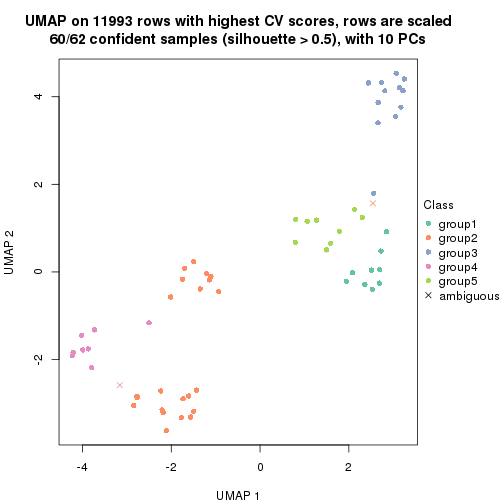 UMAP on 11993 rows with highest CV scores, rows are scaled
60/62 confident samples (silhouette > 0.5), with 10 PCs
4
2
0
-2
UMAP 2
-4
-2
0
2
UMAP 1
Class
group1
group2
group3
group4
group5
ambiguous